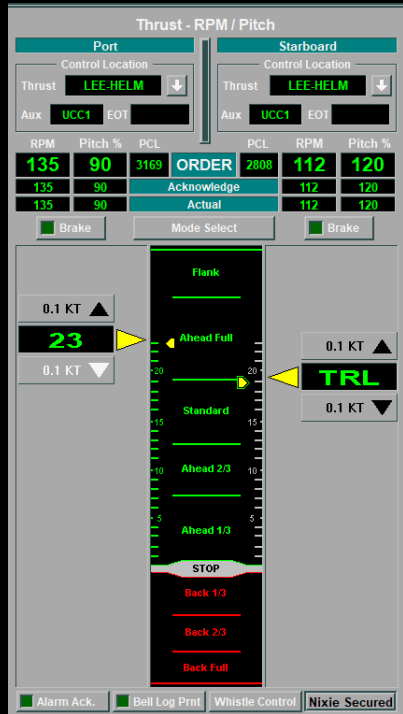 Thrust - RPM / Pitch
Port
Starboard
Control Location
Control Location
Thrust LEE-HELM
Thrust LEE-HELM
Aux UCC1 EOT
Aux UCC1 EOT
RPM Pitch % PCL PCL RPM Pitch %
135 90 3169 ORDER 2808 112 120
135 90 Acknowledge 112 120
135 90 Actual 112 120
Brake Mode Select Brake
Flank
0.1 KT
Ahead Full
23
0.1 KT
0.1 KT
20 20
TRL
0.1 KT
Standard
15 15
Ahead 2/3
10 10
5 5
Ahead 1/3
STOP
Back 1/3
Back 2/3
Back Full
Alarm Ack. Bell Log Prnt Whistle Control Nixie Secured